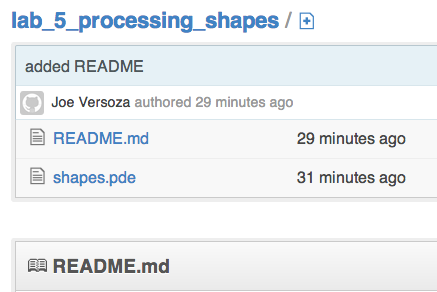 lab_5_processing_shapes /
added README
Joe Versoza authored 29 minutes ago
README.md 29 minutes ago
shapes.pde 31 minutes ago
README.md